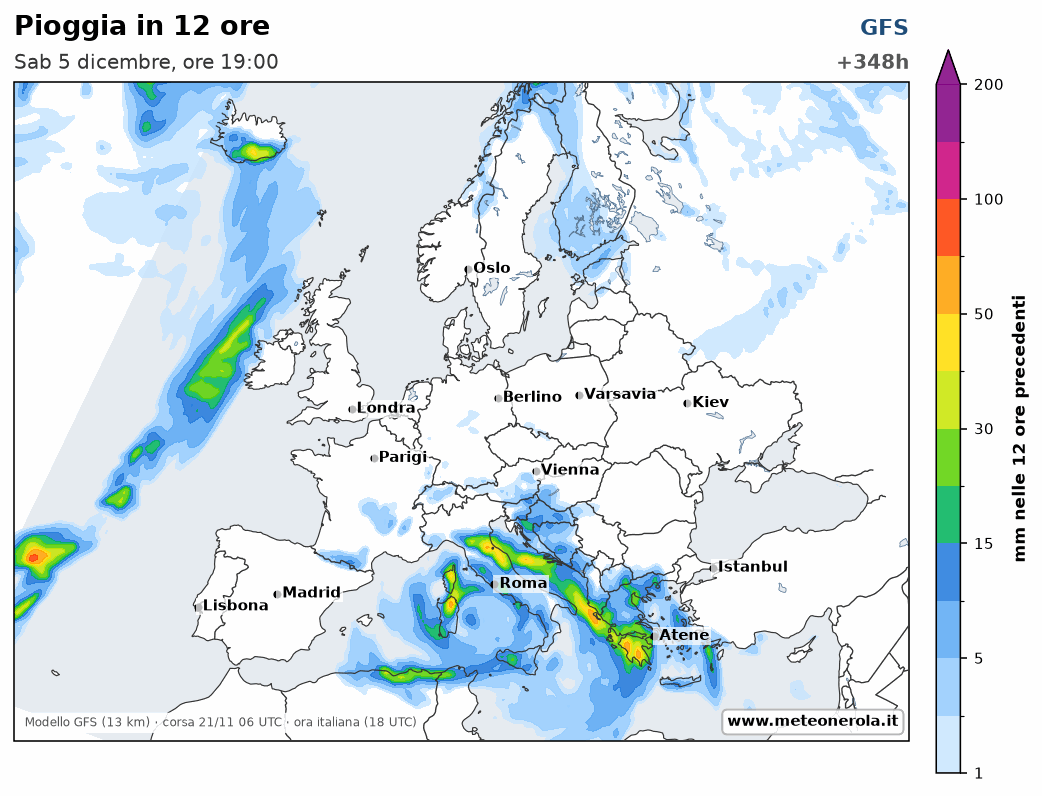 Pioggia in 12 ore
GFS
Sab 5 dicembre, ore 19:00
+348h
200
100
50
30
15
5
1
mm nelle 12 ore precedenti
Oslo
Berlino
Varsavia
Kiev
Londra
Parigi
Vienna
Istanbul
Roma
Madrid
Lisbona
Atene
Modello GFS (13 km) · corsa 21/11 06 UTC · ora italiana (18 UTC)
www.meteonerola.it